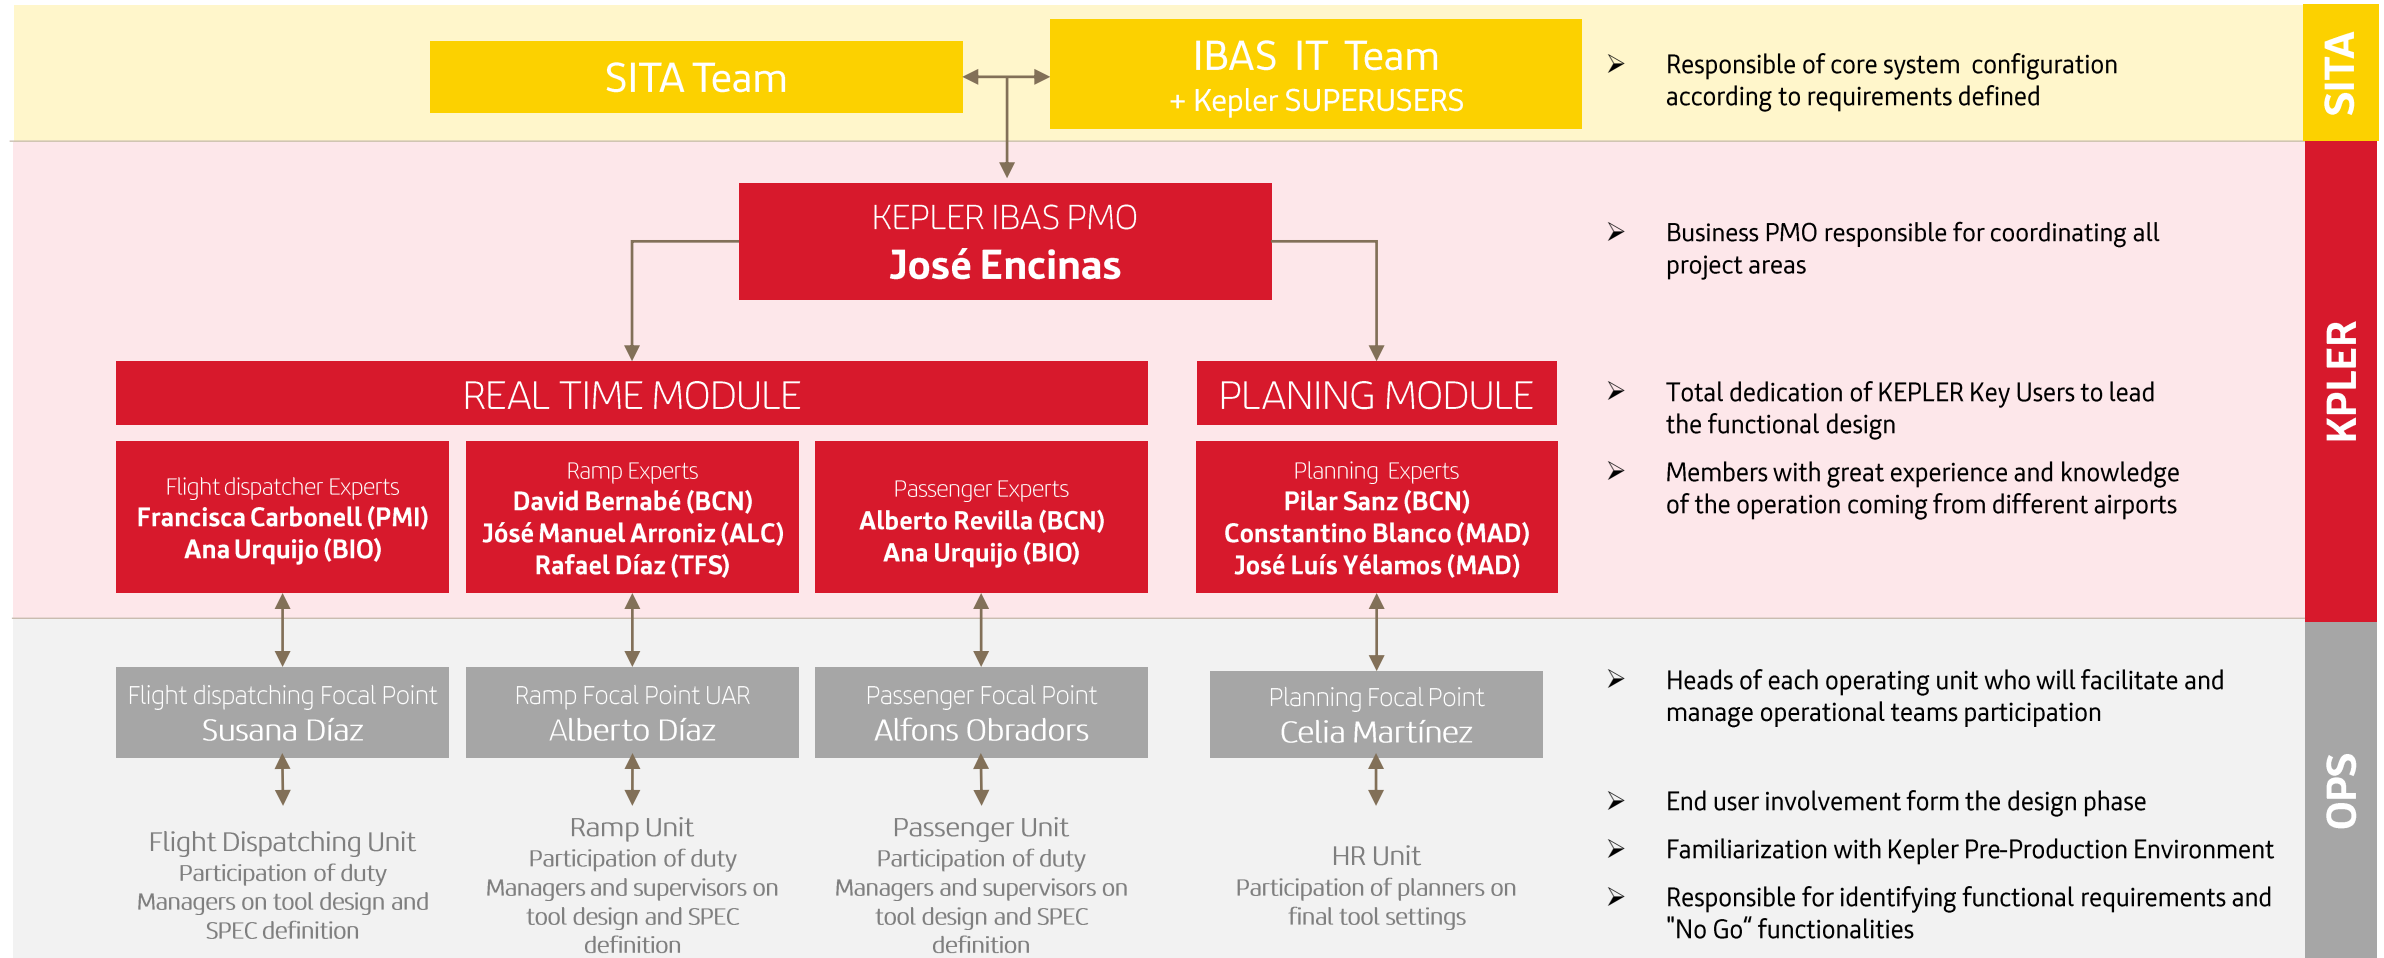 SITA Team
IBAS IT Team
+ Kepler SUPERUSERS
➢ Responsible of core system configuration
according to requirements defined
SITA
KEPLER IBAS PMO
José Encinas
➢ Business PMO responsible for coordinating all
project areas
REAL TIME MODULE
PLANING MODULE
➢ Total dedication of KEPLER Key Users to lead
the functional design
➢ Members with great experience and knowledge
of the operation coming from different airports
KPLER
Flight dispatcher Experts
Francisca Carbonell (PMI)
Ana Urquijo (BIO)
Ramp Experts
David Bernabé (BCN)
Jósé Manuel Arroniz (ALC)
Rafael Díaz (TFS)
Passenger Experts
Alberto Revilla (BCN)
Ana Urquijo (BIO)
Planning Experts
Pilar Sanz (BCN)
Constantino Blanco (MAD)
José Luís Yélamos (MAD)
Flight dispatching Focal Point
Susana Díaz
Ramp Focal Point UAR
Alberto Díaz
Passenger Focal Point
Alfons Obradors
Planning Focal Point
Celia Martínez
➢ Heads of each operating unit who will facilitate and
manage operational teams participation
Flight Dispatching Unit
Participation of duty
Managers on tool design and
SPEC definition
Ramp Unit
Participation of duty
Managers and supervisors on
tool design and SPEC
definition
Passenger Unit
Participation of duty
Managers and supervisors on
tool design and SPEC
definition
HR Unit
Participation of planners on
final tool settings
➢ End user involvement form the design phase
➢ Familiarization with Kepler Pre-Production Environment
➢ Responsible for identifying functional requirements and
"No Go“ functionalities
OPS